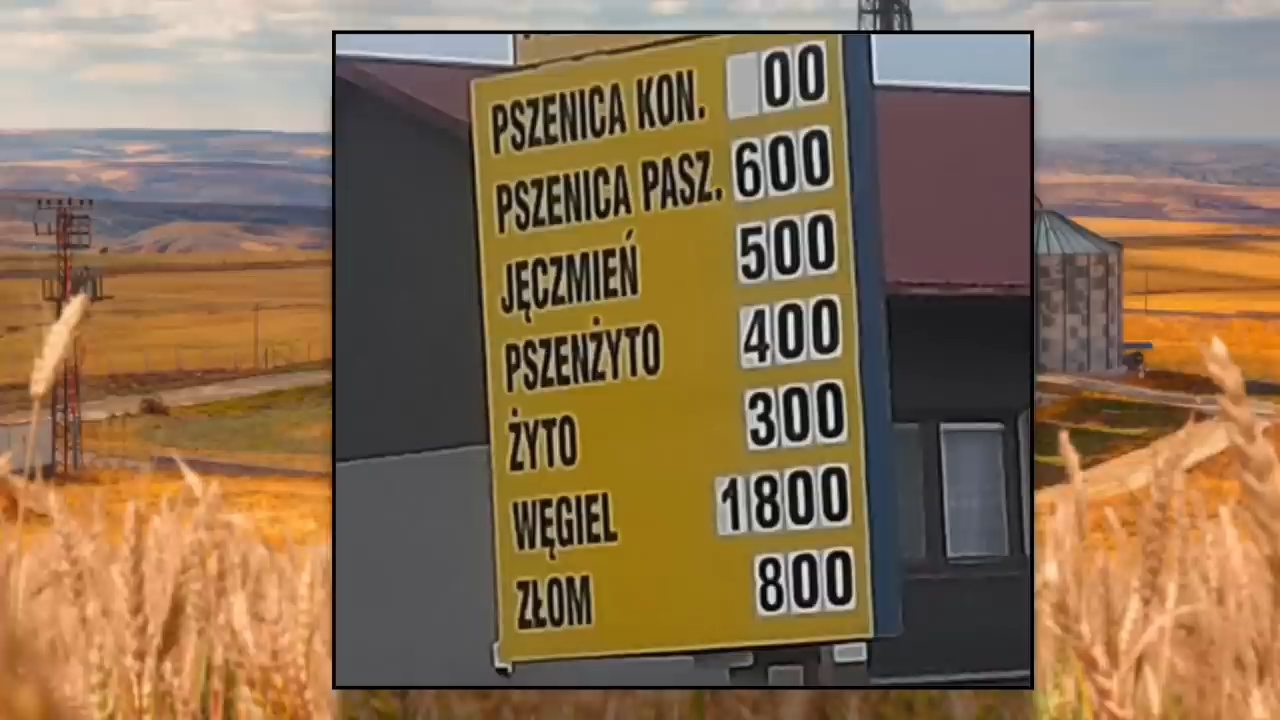 PSZENICA KON. 00
PSZENICA PASZ. 600
JĘCZMIEŃ 500
PSZENŻYTO 400
ŻYTO 300
WĘGIEL 1800
ZŁOM 800